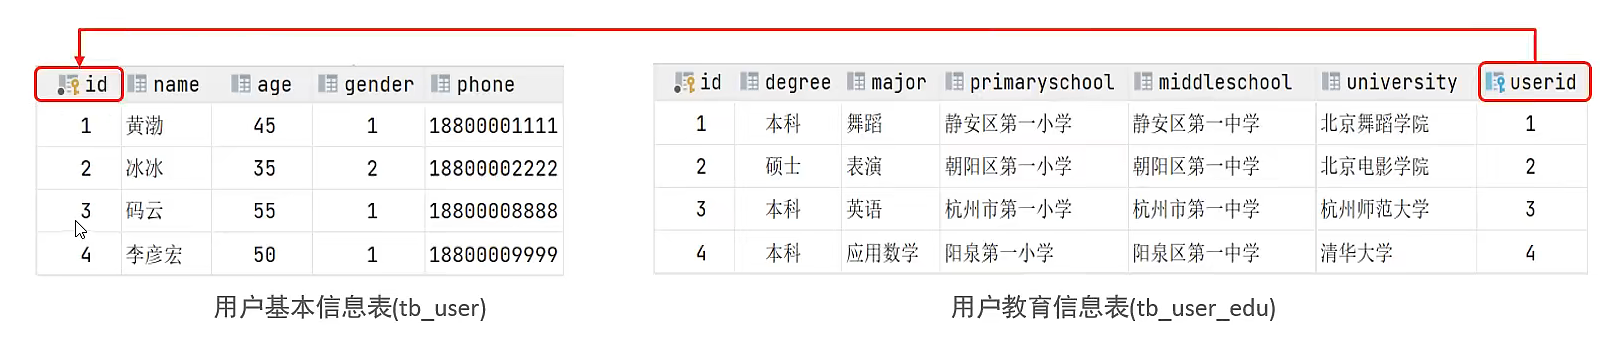 id name age gender phone
1 黄渤 45 1 18800001111
2 冰冰 35 2 18800002222
3 码云 55 1 18800008888
4 李彦宏 50 1 18800009999
用户基本信息表(tb_user)
id degree major primaryschool middleschool university userid
1 本科 舞蹈 静安区第一小学 静安区第一中学 北京舞蹈学院 1
2 硕士 表演 朝阳区第一小学 朝阳区第一中学 北京电影学院 2
3 本科 英语 杭州市第一小学 杭州市第一中学 杭州师范大学 3
4 本科 应用数学 阳泉第一小学 阳泉区第一中学 清华大学 4
用户教育信息表(tb_user_edu)